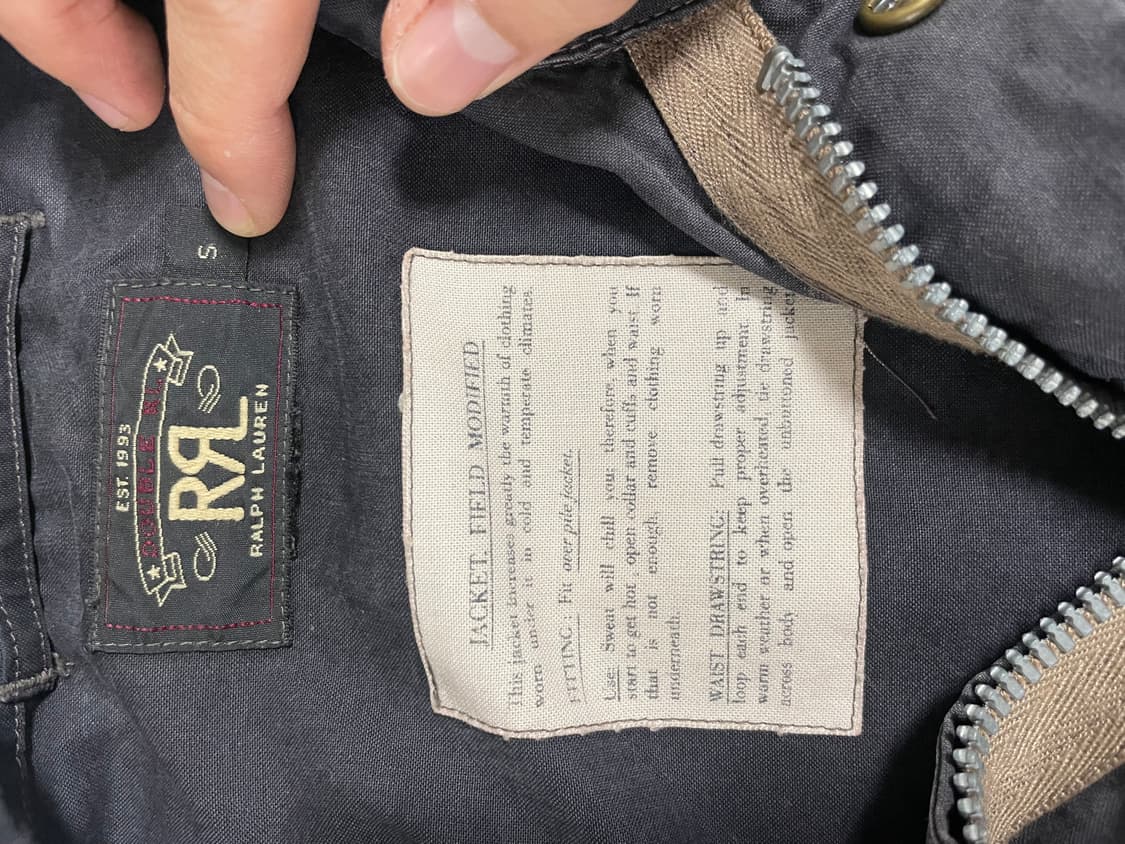 EST. 1993
DOUBLE RL
RRL
RALPH LAUREN
S
JACKET, FIELD MODIFIED
This jacket increases greatly the warmth of clothing
worn under it in cold and temperate climates.
FITTING: Fit over pile jacket.
Use: Sweat will chill you: therefore, when you
start to get hot, open collar and cuffs and waist. If
that is not enough, remove clothing worn
underneath.
WAIST DRAWSTRING: Pull drawstring up and
loop each end to keep proper adjustment. In
warm weather or when overheated, tie drawstring
across body and open the unbuttoned jacket